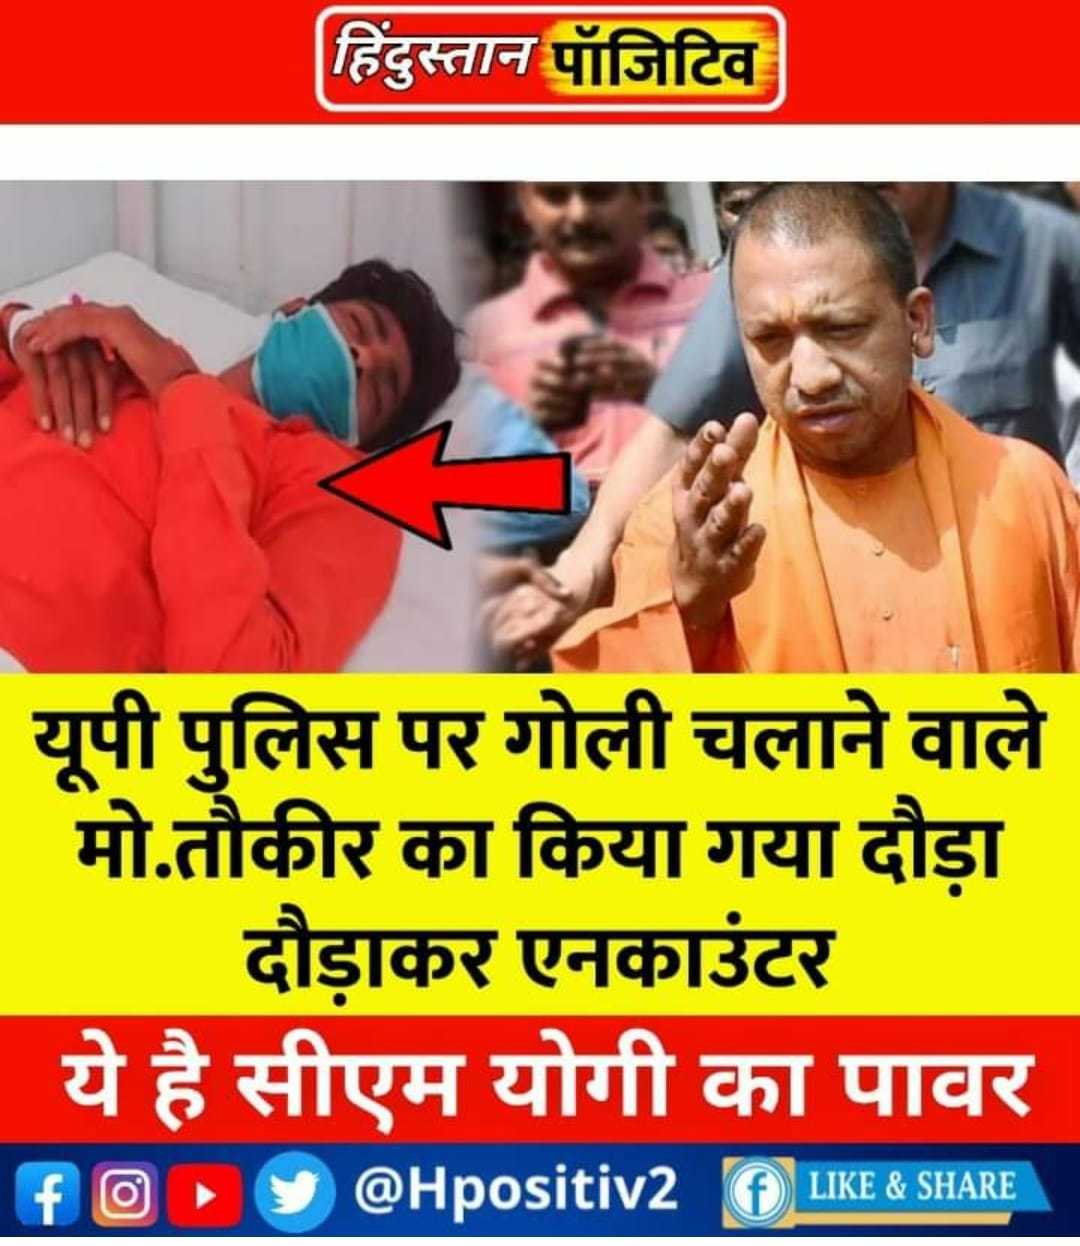 हिंदुस्तान पॉजिटिव
यूपी पुलिस पर गोली चलाने वाले
मो.तौकीर का किया गया दौड़ा
दौड़ाकर एनकाउंटर
ये है सीएम योगी का पावर
@Hpositiv2 LIKE & SHARE